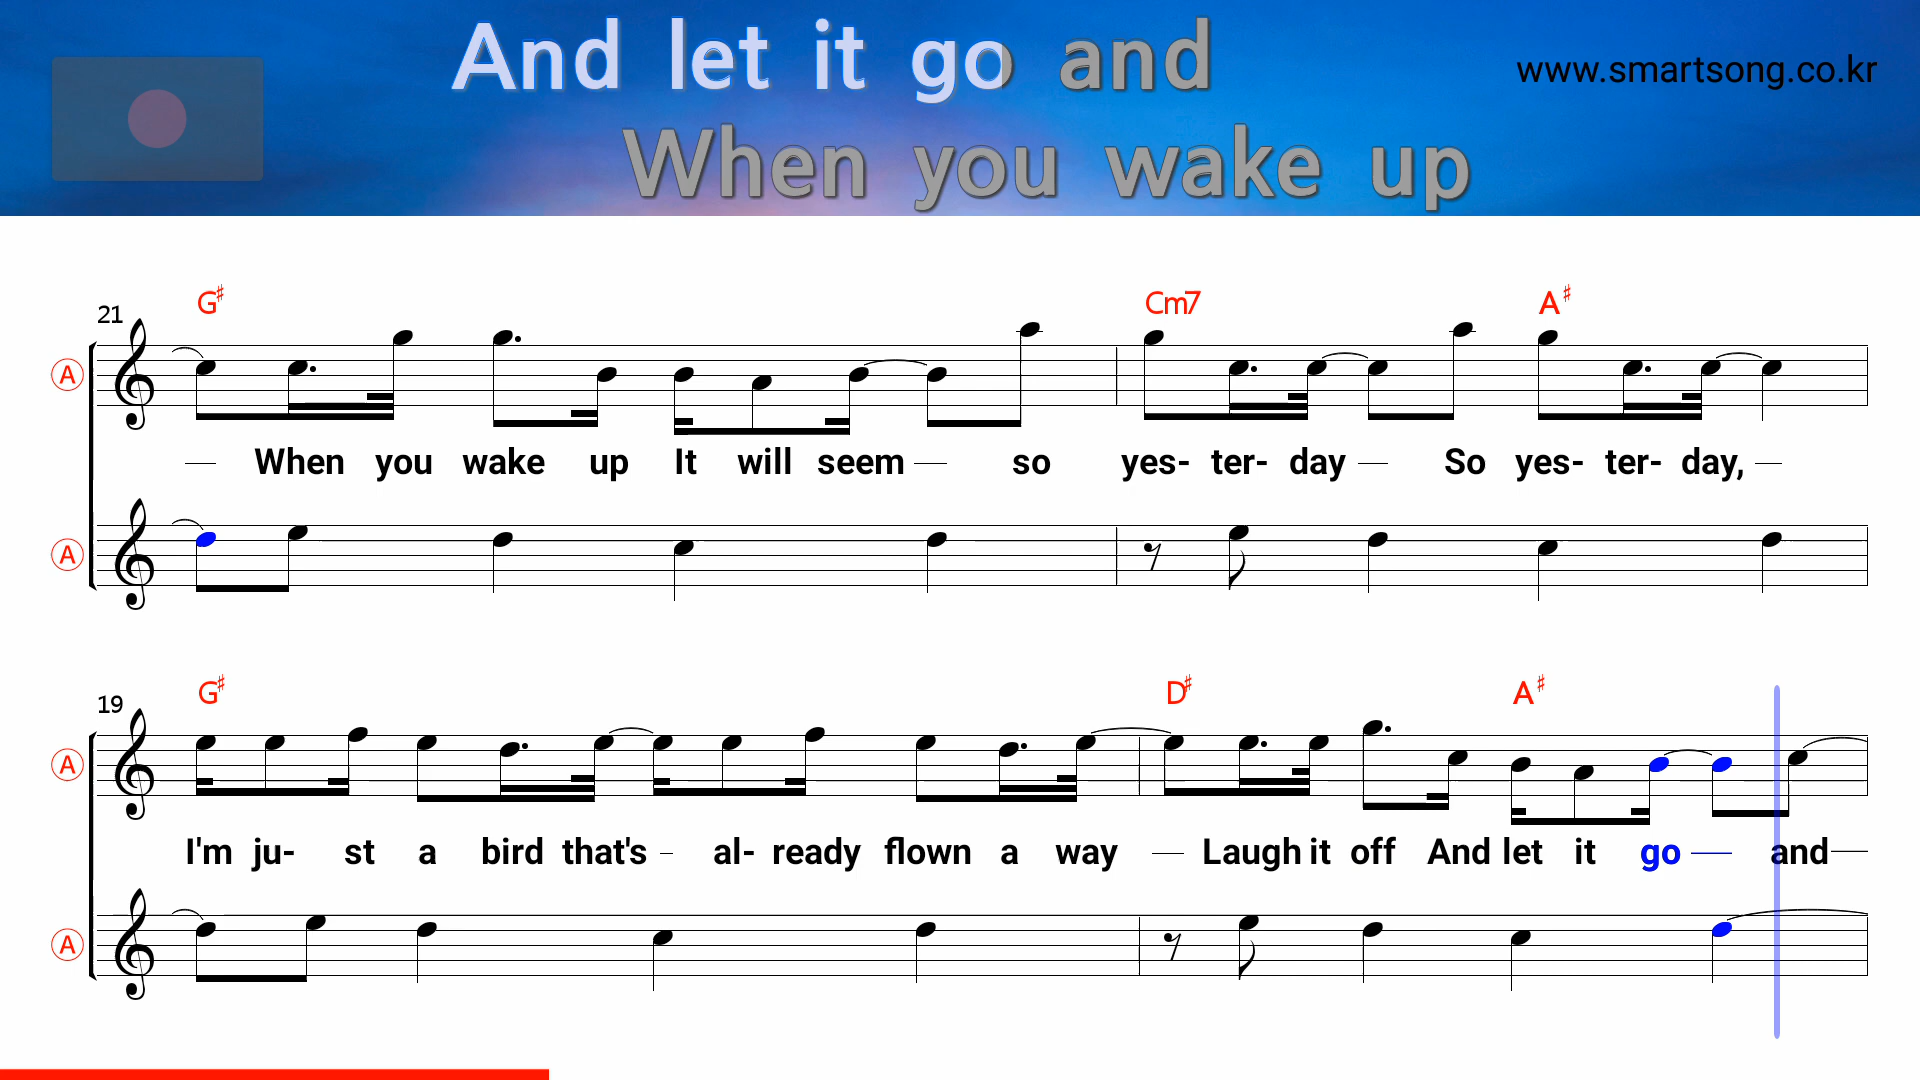 And let it go and
www.smartsong.co.kr
When you wake up
G♯ Cm7 A♯
21
A
When you wake up It will seem so yes- ter- day So yes- ter- day,
A
G♯ D♯ A♯
19
A
I'm ju- st a bird that's al- ready flown a way Laugh it off And let it go and
A